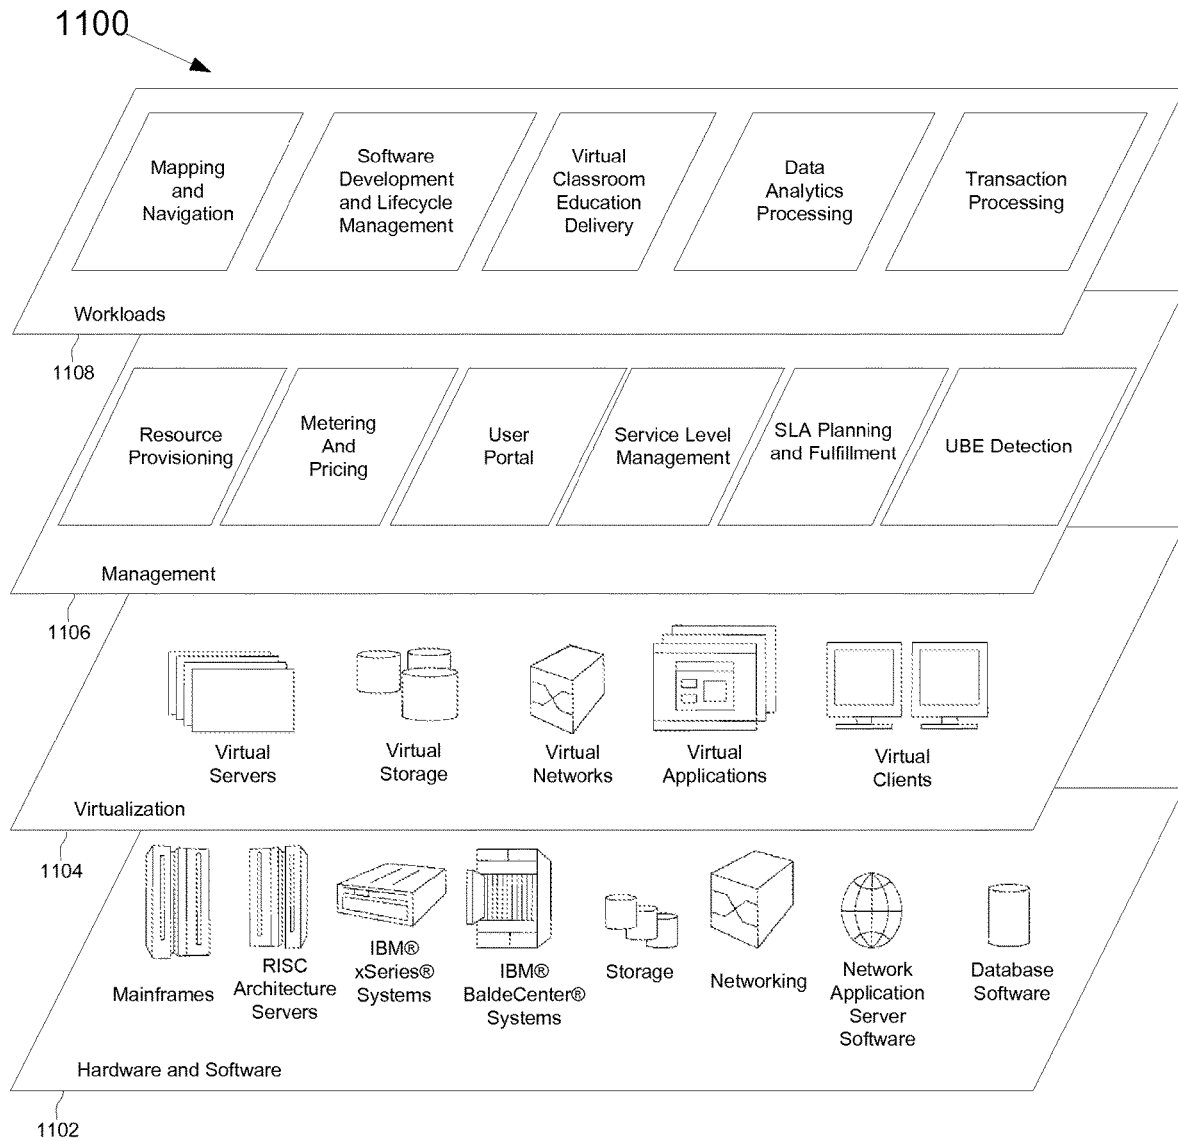 1100
Mapping
and
Navigation
Software
Development
and Lifecycle
Management
Virtual
Classroom
Education
Delivery
Data
Analytics
Processing
Transaction
Processing
Workloads
1108
Resource
Provisioning
Metering
And
Pricing
User
Portal
Service Level
Management
SLA Planning
and Fulfillment
UBE Detection
Management
1106
Virtual
Servers
Virtual
Storage
Virtual
Networks
Virtual
Applications
Virtual
Clients
Virtualization
1104
Mainframes
RISC
Architecture
Servers
IBM®
xSeries®
Systems
IBM®
BaldeCenter®
Systems
Storage
Networking
Network
Application
Server
Software
Database
Software
Hardware and Software
1102